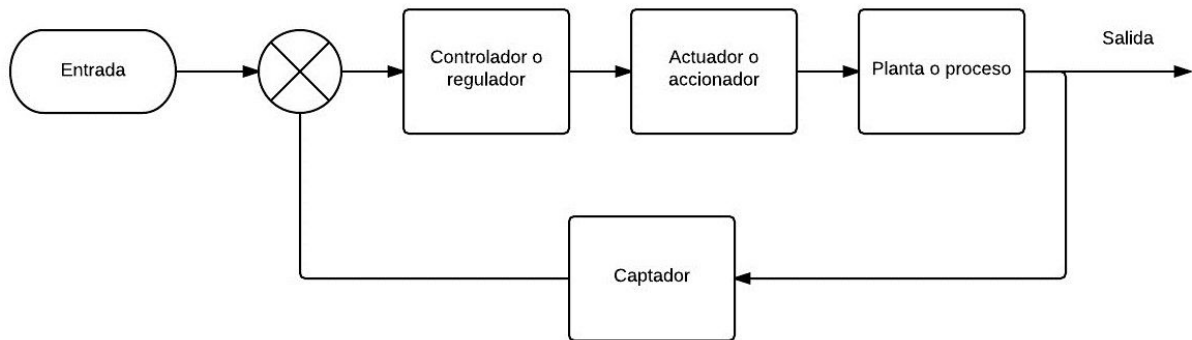 Entrada
Controlador o
regulador
Actuador o
accionador
Planta o proceso
Salida
Captador